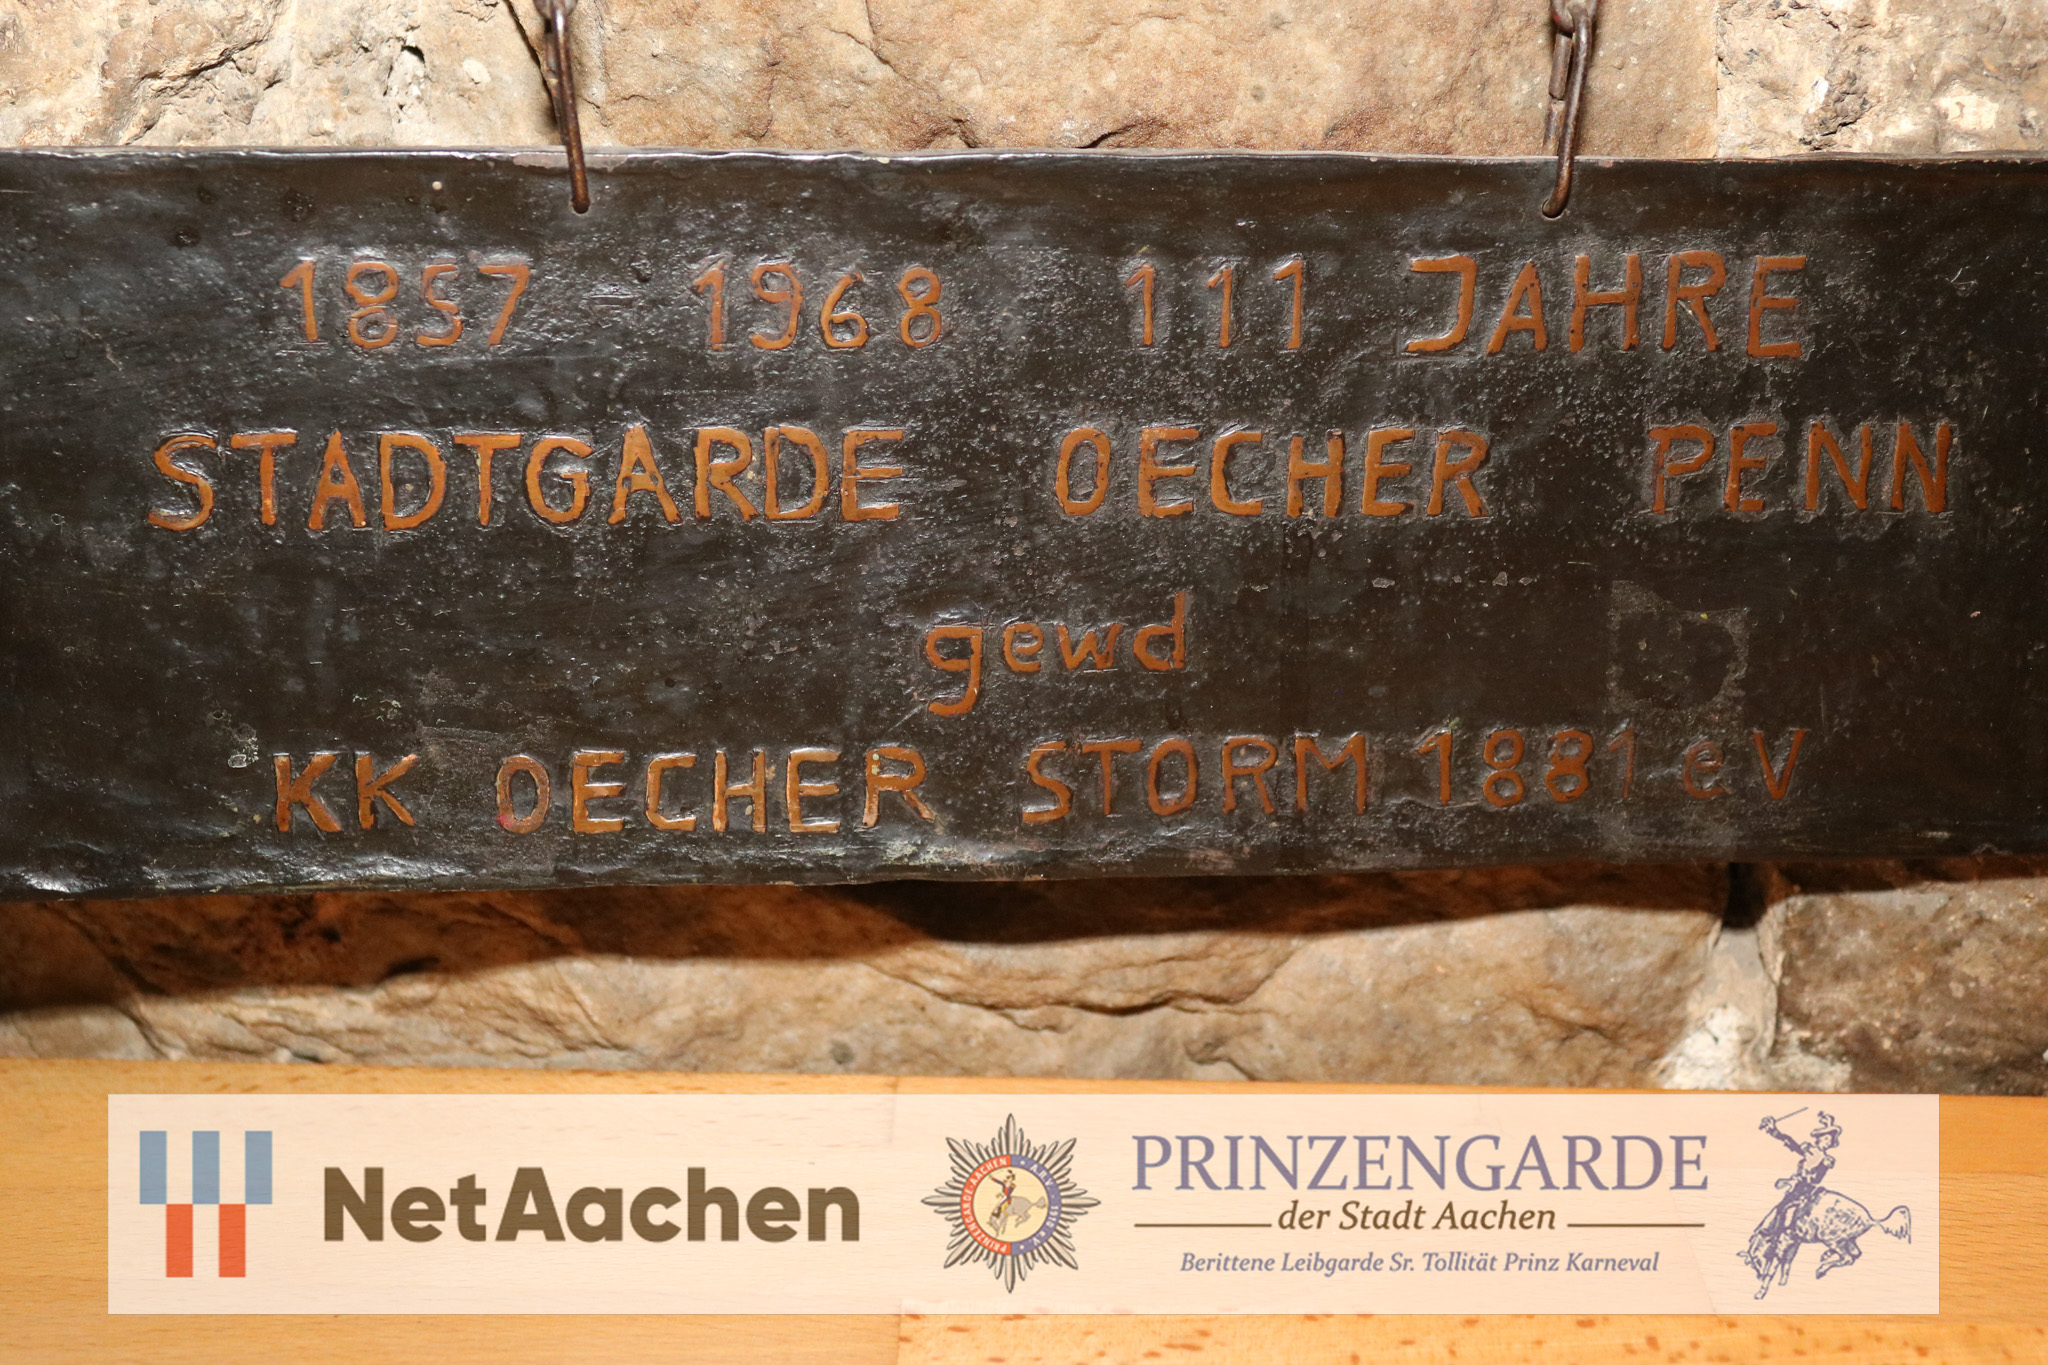 1857 - 1968 111 JAHRE
STADTGARDE OECHER PENN
gewd
KK OECHER STORM 1881 eV
NetAachen
PRINZENGARDE
der Stadt Aachen
Berittene Leibgarde Sr. Tollität Prinz Karneval